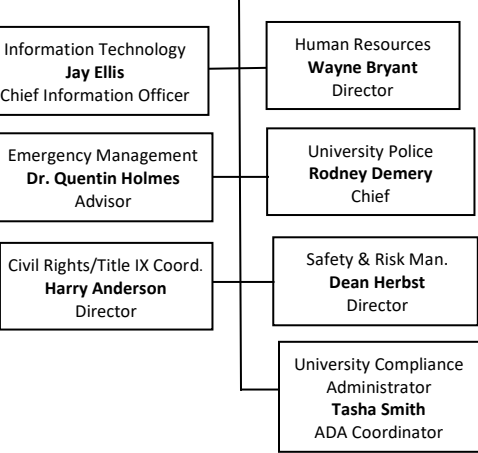 Information Technology
Jay Ellis
Chief Information Officer
Human Resources
Wayne Bryant
Director
Emergency Management
Dr. Quentin Holmes
Advisor
University Police
Rodney Demery
Chief
Civil Rights/Title IX Coord.
Harry Anderson
Director
Safety & Risk Man.
Dean Herbst
Director
University Compliance
Administrator
Tasha Smith
ADA Coordinator